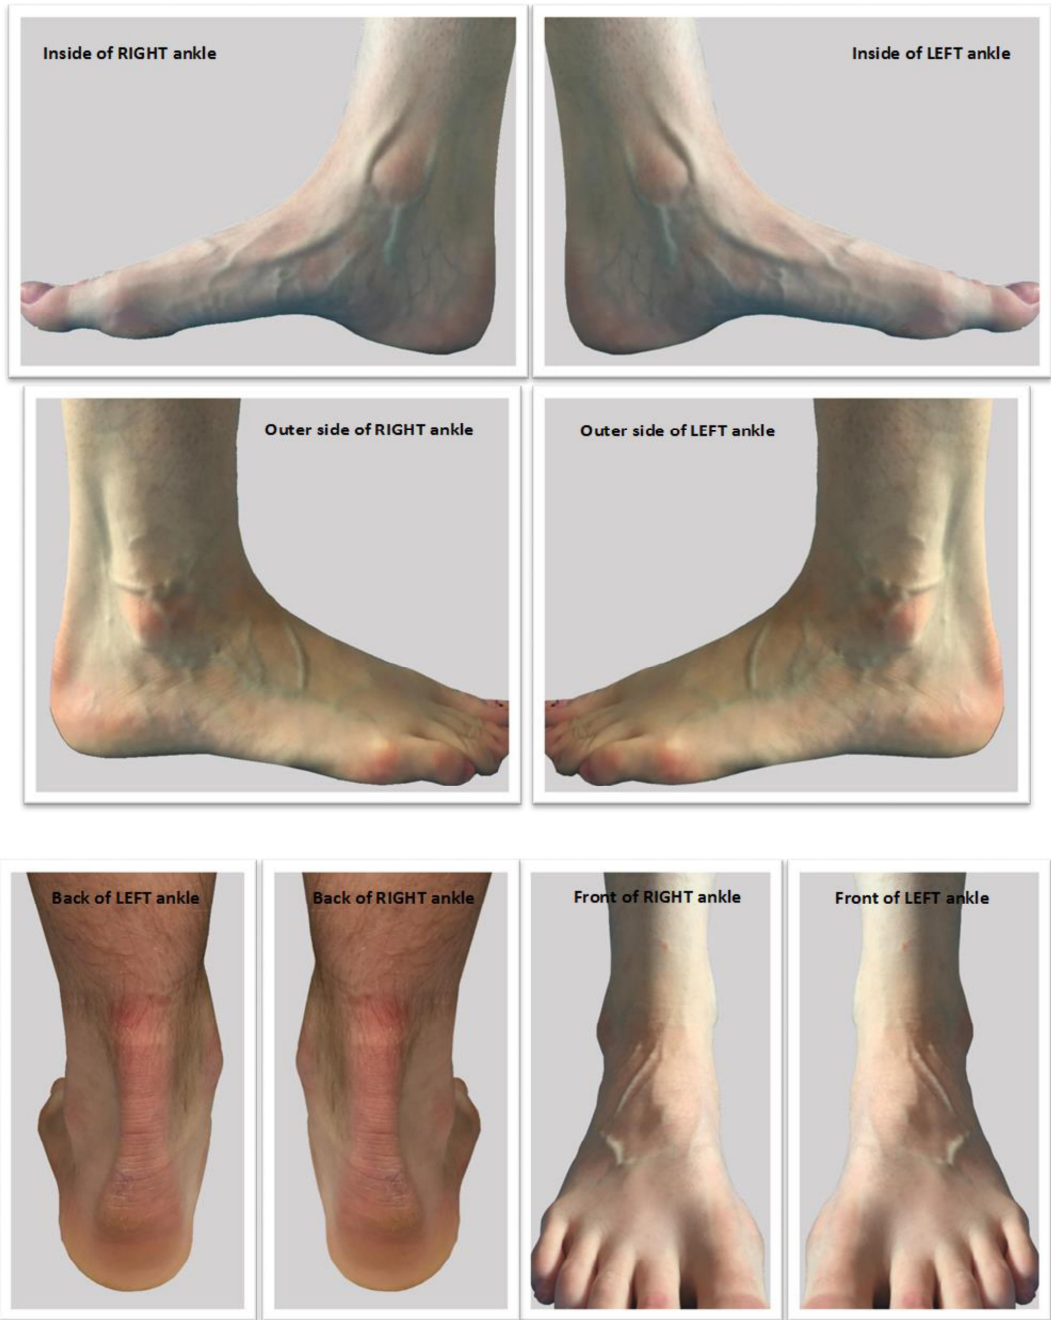 Inside of RIGHT ankle
Inside of LEFT ankle
Outer side of RIGHT ankle
Outer side of LEFT ankle
Back of LEFT ankle
Back of RIGHT ankle
Front of RIGHT ankle
Front of LEFT ankle